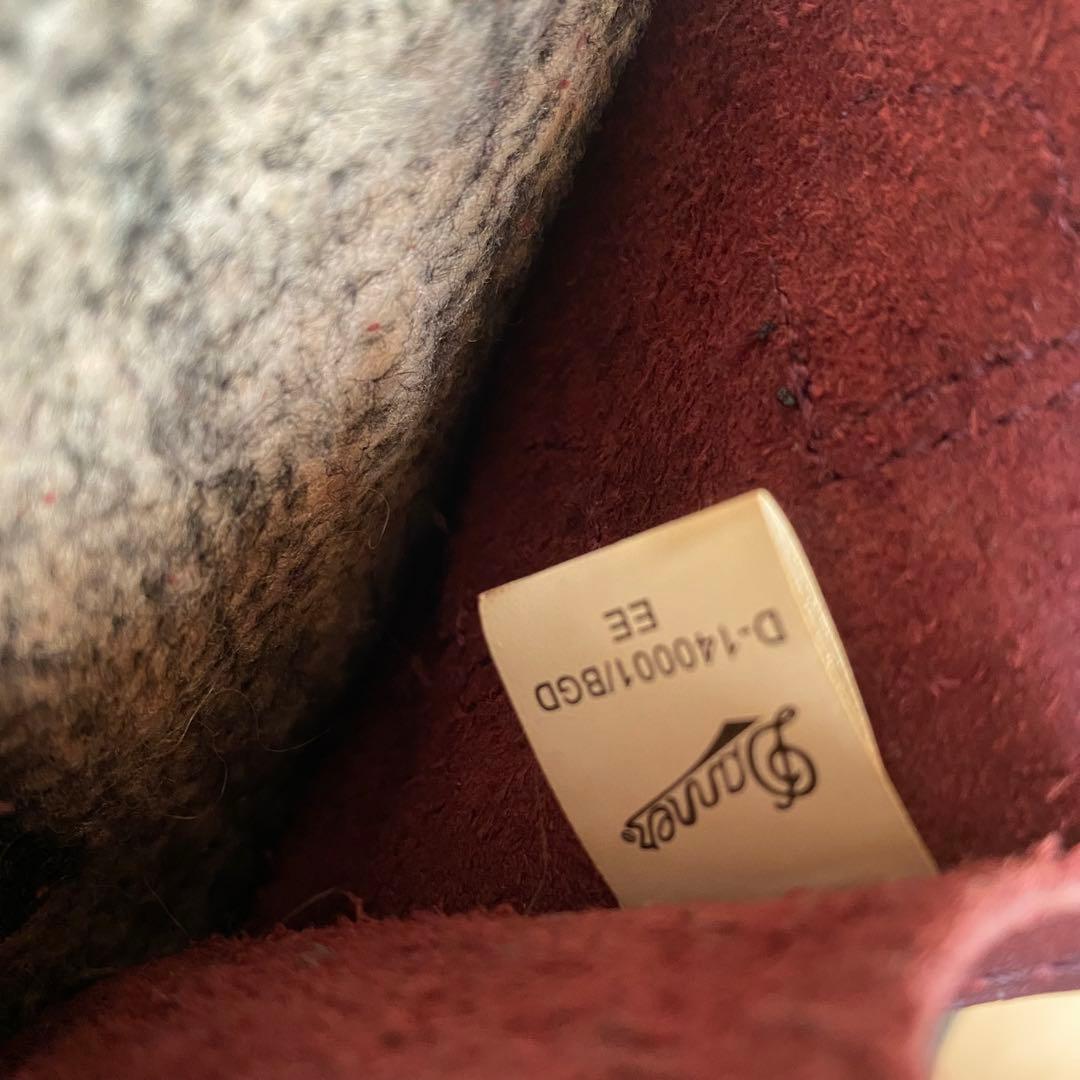 Danner®
D-140001/BGD
EE